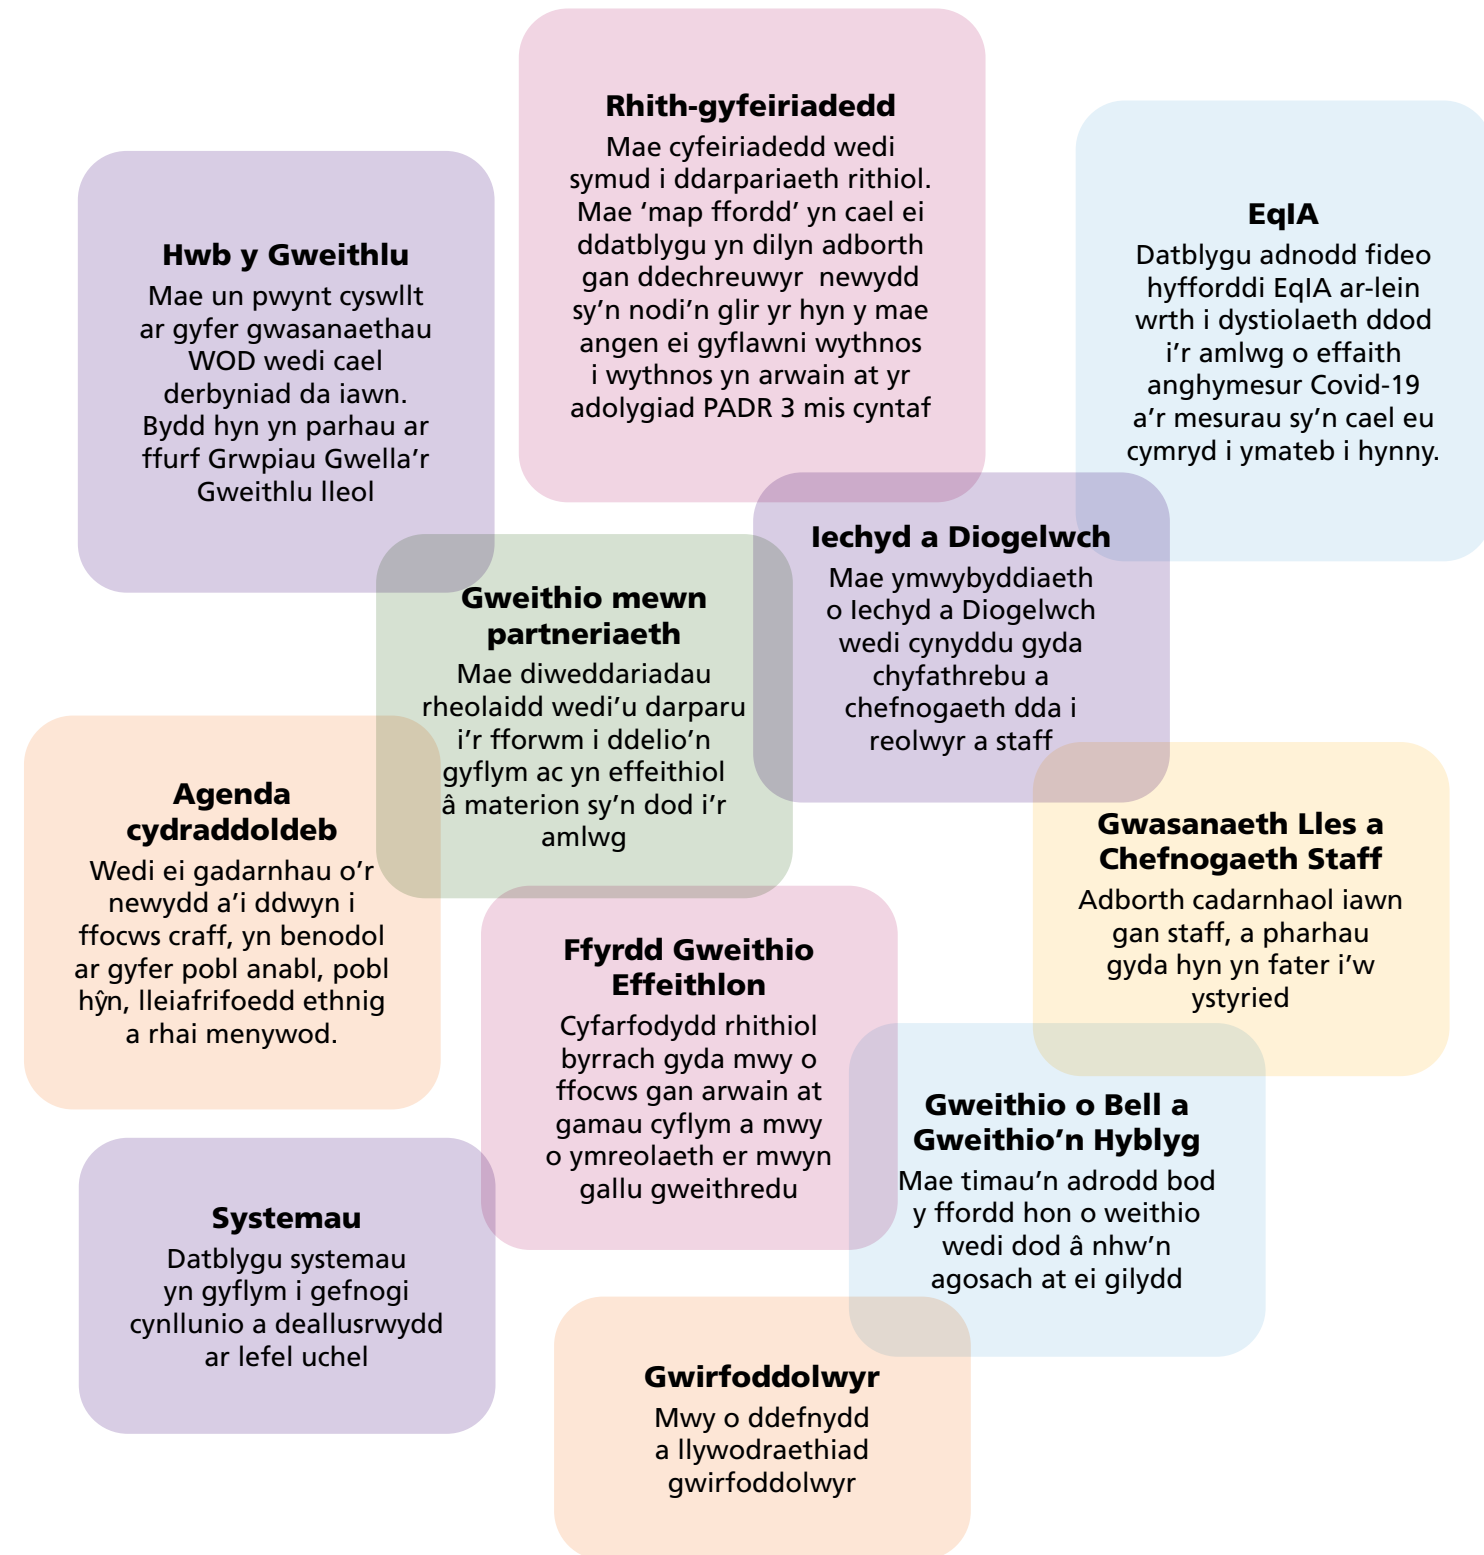 Rhith-gyfeiriadedd
Mae cyfeiriadedd wedi
symud i ddarpariaeth rithiol.
Mae ‘map ffordd’ yn cael ei
ddatblygu yn dilyn adborth
gan ddechreuwyr newydd
sy’n nodi’n glir yr hyn y mae
angen ei gyflawni wythnos
i wythnos yn arwain at yr
adolygiad PADR 3 mis cyntaf
EqIA
Datblygu adnodd fideo
hyfforddi EqIA ar-lein
wrth i dystiolaeth ddod
i’r amlwg o effaith
anghymesur Covid-19
a’r mesurau sy’n cael eu
cymryd i ymateb i hynny.
Hwb y Gweithlu
Mae un pwynt cyswllt
ar gyfer gwasanaethau
WOD wedi cael
derbyniad da iawn.
Bydd hyn yn parhau ar
ffurf Grwpiau Gwella’r
Gweithlu lleol
Iechyd a Diogelwch
Mae ymwybyddiaeth
o Iechyd a Diogelwch
wedi cynyddu gyda
chyfathrebu a
chefnogaeth dda i
reolwyr a staff
Gweithio mewn
partneriaeth
Mae diweddariadau
rheolaidd wedi’u darparu
i’r fforwm i ddelio’n
gyflym ac yn effeithiol
â materion sy’n dod i’r
amlwg
Agenda
cydraddoldeb
Wedi ei gadarnhau o’r
newydd a’i ddwyn i
ffocws craff, yn benodol
ar gyfer pobl anabl, pobl
hŷn, lleiafrifoedd ethnig
a rhai menywod.
Gwasanaeth Lles a
Chefnogaeth Staff
Adborth cadarnhaol iawn
gan staff, a pharhau
gyda hyn yn fater i’w
ystyried
Ffyrdd Gweithio
Effeithlon
Cyfarfodydd rhithiol
byrrach gyda mwy o
ffocws gan arwain at
gamau cyflym a mwy
o ymreolaeth er mwyn
gallu gweithredu
Gweithio o Bell a
Gweithio’n Hyblyg
Mae timau’n adrodd bod
y ffordd hon o weithio
wedi dod â nhw’n
agosach at ei gilydd
Systemau
Datblygu systemau
yn gyflym i gefnogi
cynllunio a deallusrwydd
ar lefel uchel
Gwirfoddolwyr
Mwy o ddefnydd
a llywodraethiad
gwirfoddolwyr